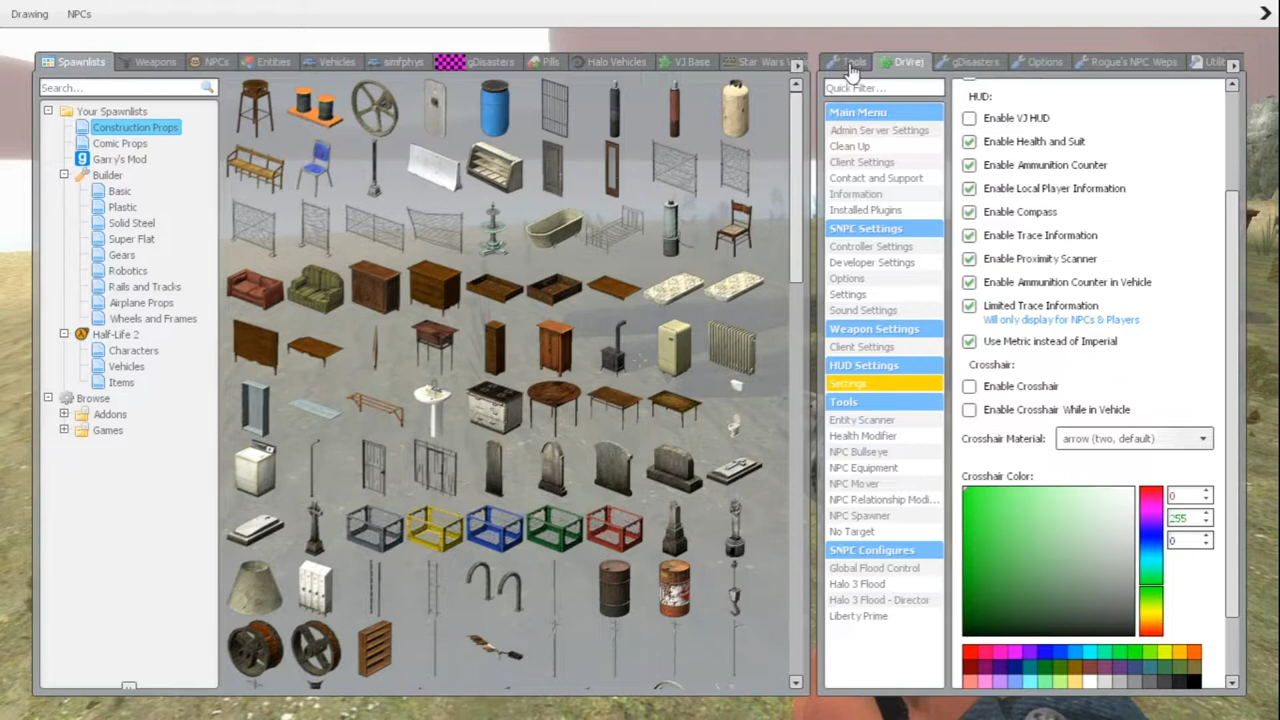 Drawing NPCs
Spawnlists Weapons NPCs Entities Vehicles simfphys gDisasters Pills Halo Vehicles VJ Base Star Wars
Search...
Your Spawnlists
Construction Props
Comic Props
Garry's Mod
Builder
Basic
Plastic
Solid Steel
Super Flat
Gears
Robotics
Rails and Tracks
Airplane Props
Wheels and Frames
Half-Life 2
Characters
Vehicles
Items
Browse
Addons
Games
Tools DrVrej gDisasters Options Rogue's NPC Weps Utilit
Quick Filter...
Main Menu
Admin Server Settings
Clean Up
Client Settings
Contact and Support
Information
Installed Plugins
SNPC Settings
Controller Settings
Developer Settings
Options
Settings
Sound Settings
Weapon Settings
Client Settings
HUD Settings
Settings
Tools
Entity Scanner
Health Modifier
NPC Bullseye
NPC Equipment
NPC Mover
NPC Relationship Modi...
NPC Spawner
No Target
SNPC Configures
Global Flood Control
Halo 3 Flood
Halo 3 Flood - Director
Liberty Prime
HUD:
Enable VJ HUD
Enable Health and Suit
Enable Ammunition Counter
Enable Local Player Information
Enable Compass
Enable Trace Information
Enable Proximity Scanner
Enable Ammunition Counter in Vehicle
Limited Trace Information
Will only display for NPCs & Players
Use Metric instead of Imperial
Crosshair:
Enable Crosshair
Enable Crosshair While in Vehicle
Crosshair Material: arrow (two, default)
Crosshair Color:
0
255
0